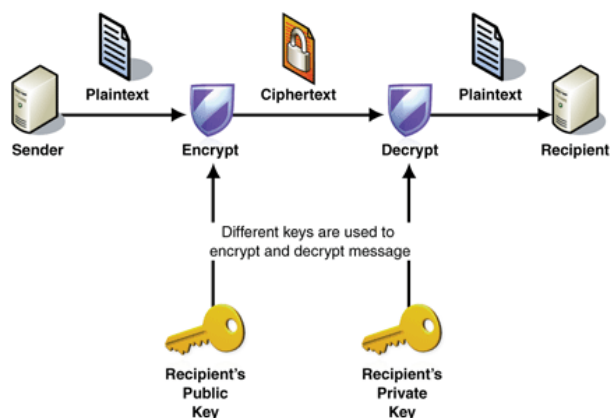 Plaintext
Ciphertext
Plaintext
Sender
Encrypt
Decrypt
Recipient
Different keys are used to
encrypt and decrypt message
Recipient's
Public
Key
Recipient's
Private
Key